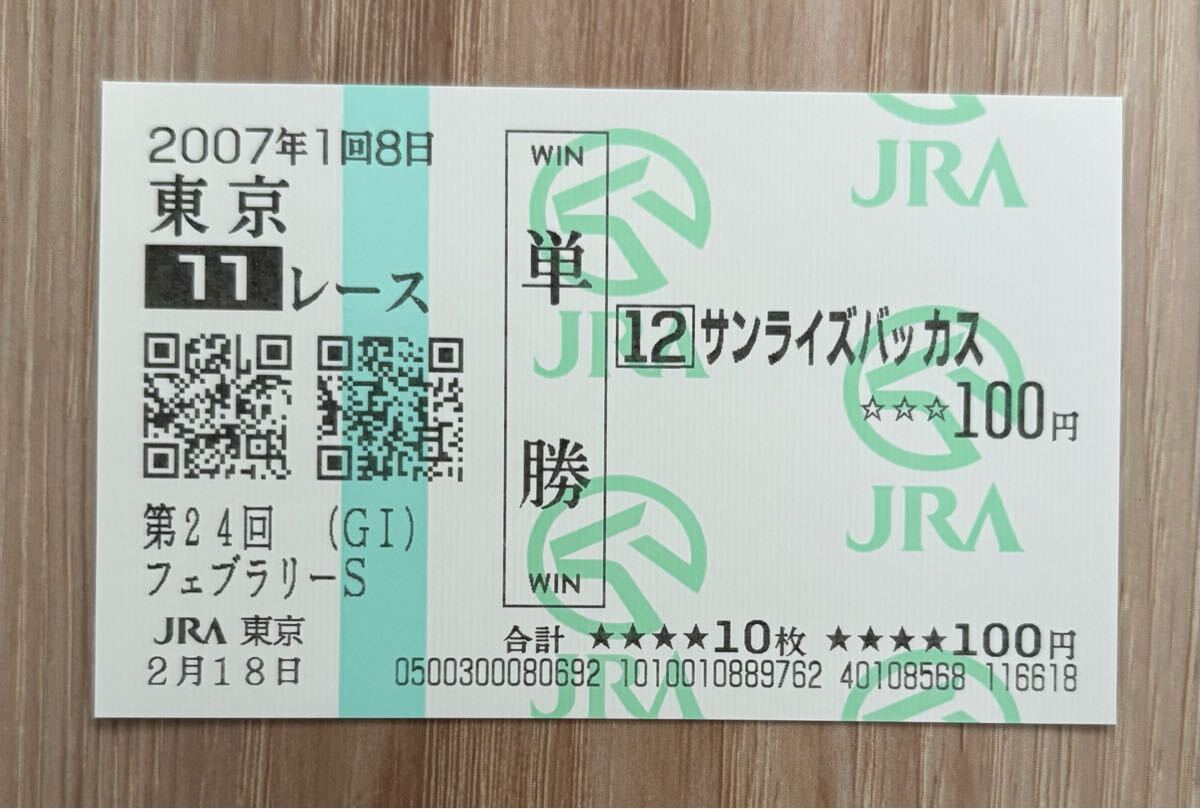 2007年1回8日
東京
11レース
第24回 (GI)
フェブラリーS
JRA 東京
2月18日
WIN
単勝
WIN
12 サンライズバッカス
☆☆☆100円
合計 ★★★★10枚 ★★★★100円
0500300080692 1010010889762 40108568 116618
JRA
JRA
JRA
JRA